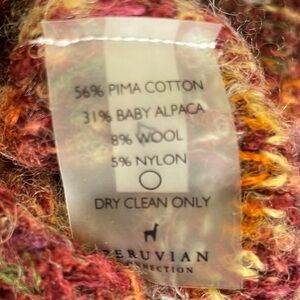 56% PIMA COTTON
31% BABY ALPACA
8% WOOL
5% NYLON
DRY CLEAN ONLY
PERUVIAN
CONNECTION